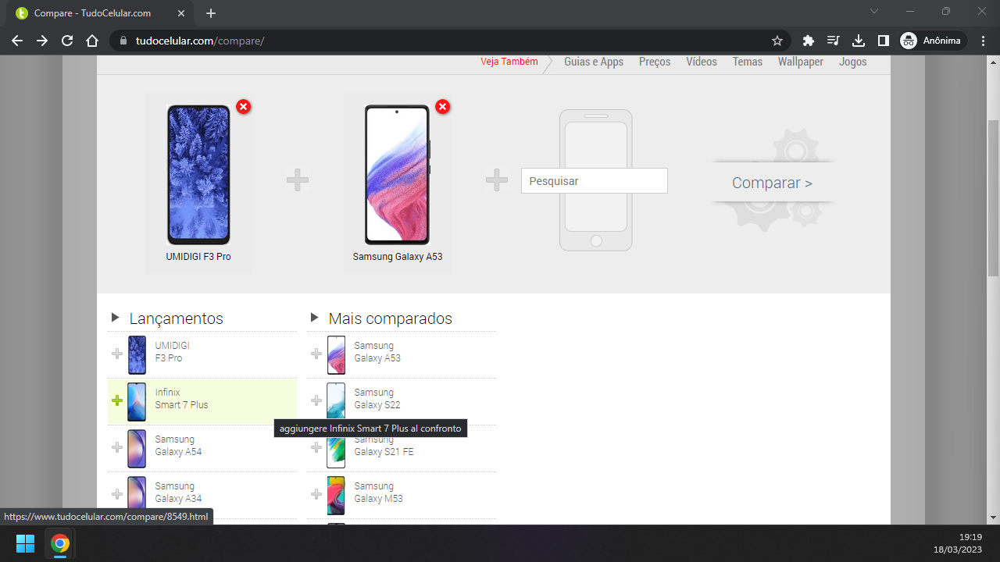 Compare - TudoCelular.com
tudocelular.com/compare/
Anônima
Veja Também
Guias e Apps
Preços
Vídeos
Temas
Wallpaper
Jogos
UMIDIGI F3 Pro
Samsung Galaxy A53
Pesquisar
Comparar >
Lançamentos
UMIDIGI
F3 Pro
Infinix
Smart 7 Plus
Samsung
Galaxy A54
Samsung
Galaxy A34
Mais comparados
Samsung
Galaxy A53
Samsung
Galaxy S22
aggiungere Infinix Smart 7 Plus al confronto
Samsung
Galaxy S21 FE
Samsung
Galaxy M53
https://www.tudocelular.com/compare/8549.html
19:19
18/03/2023